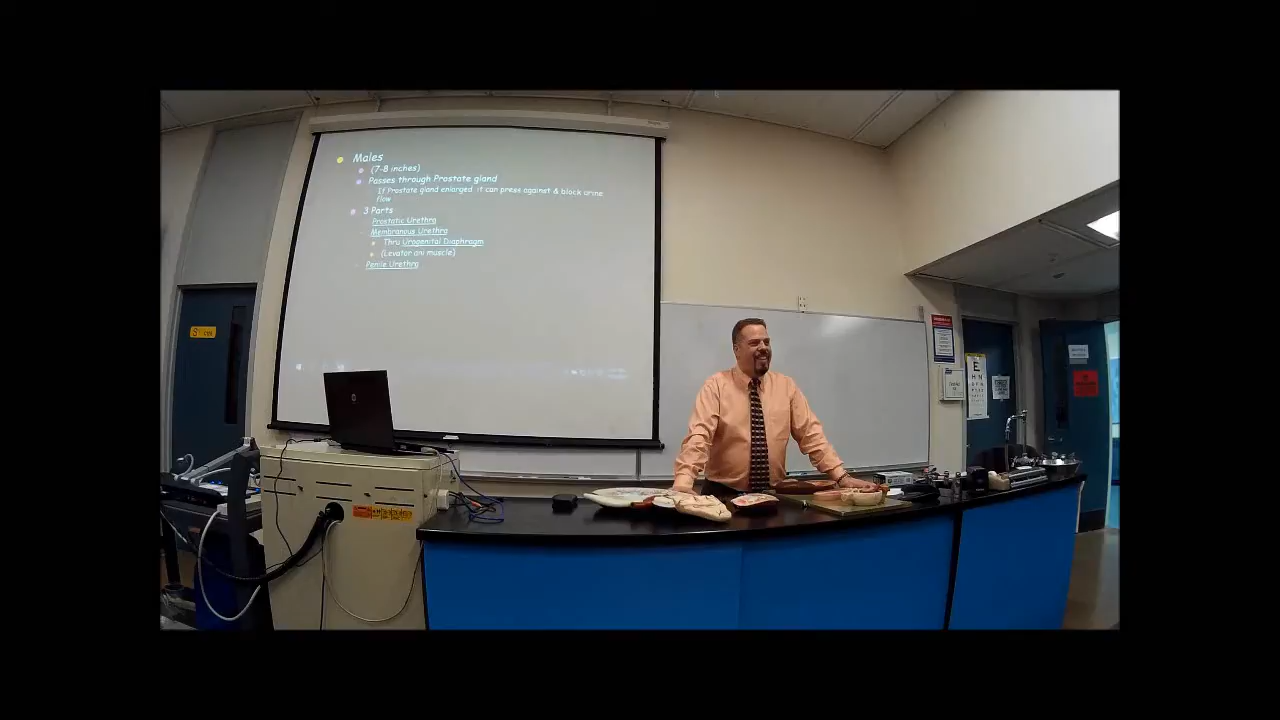 Males
(7-8 inches)
Passes through Prostate gland
If Prostate gland enlarged it can press against & block urine
flow
3 Parts
Prostatic Urethra
Membranous Urethra
Thru Urogenital Diaphragm
(Levator ani muscle)
Penile Urethra
E